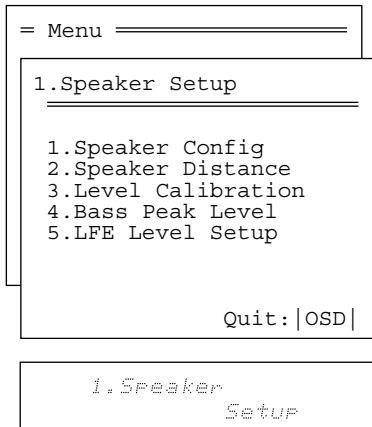 = Menu =
1.Speaker Setup
1.Speaker Config
2.Speaker Distance
3.Level Calibration
4.Bass Peak Level
5.LFE Level Setup
Quit:|OSD|
1.Speaker
Setup